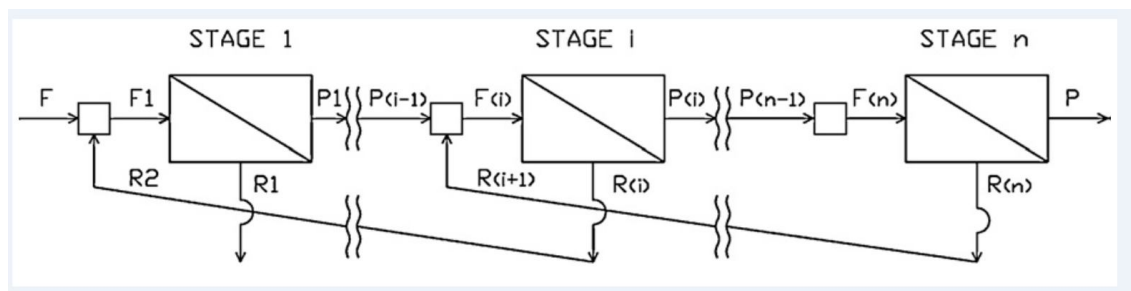 STAGE 1 STAGE i STAGE n
F F1 P1 P(i-1) F(i) P(i) P(n-1) F(n) P
R2 R1 R(i+1) R(i) R(n)